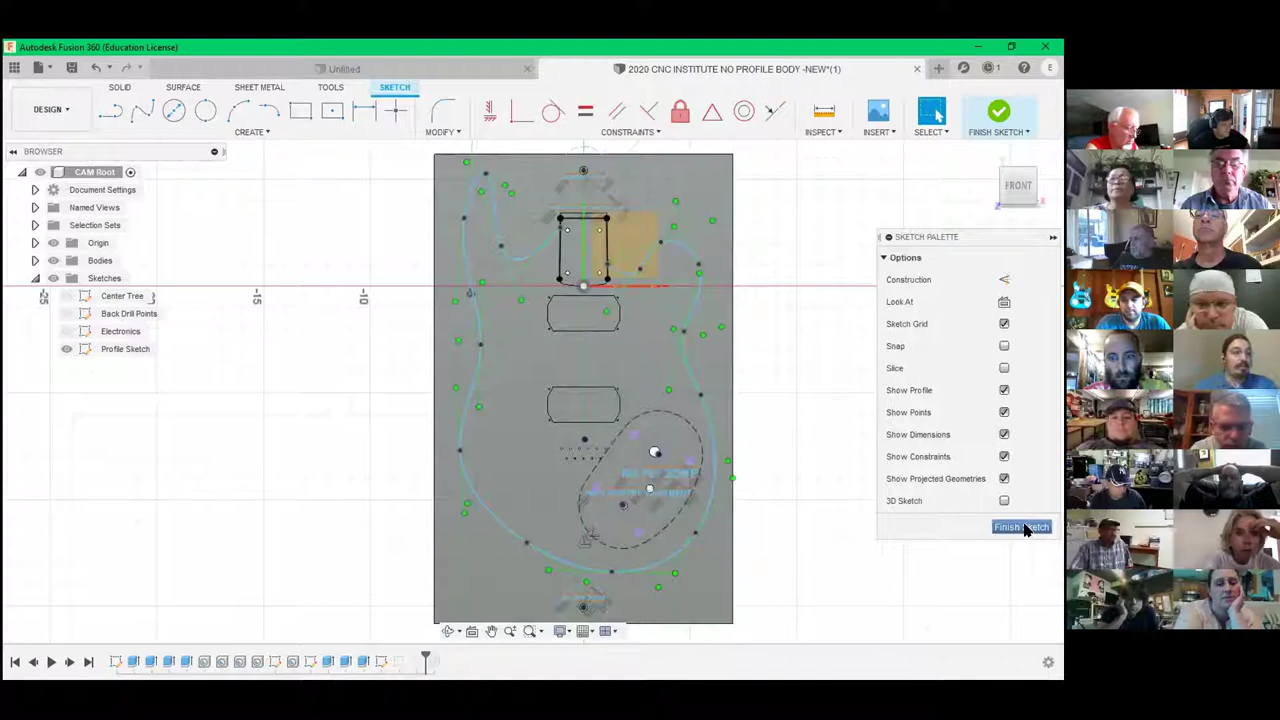 Autodesk Fusion 360 (Education License)
Untitled
2020 CNC INSTITUTE NO PROFILE BODY -NEW*(1)
1
E
DESIGN
SOLID
SURFACE
SHEET METAL
TOOLS
SKETCH
CREATE
MODIFY
CONSTRAINTS
INSPECT
INSERT
SELECT
FINISH SKETCH
BROWSER
CAM Root
Document Settings
Named Views
Selection Sets
Origin
Bodies
Sketches
Center Tree
Back Drill Points
Electronics
Profile Sketch
-15
-10
FRONT
SKETCH PALETTE
Options
Construction
Look At
Sketch Grid
Snap
Slice
Show Profile
Show Points
Show Dimensions
Show Constraints
Show Projected Geometries
3D Sketch
Finish Sketch